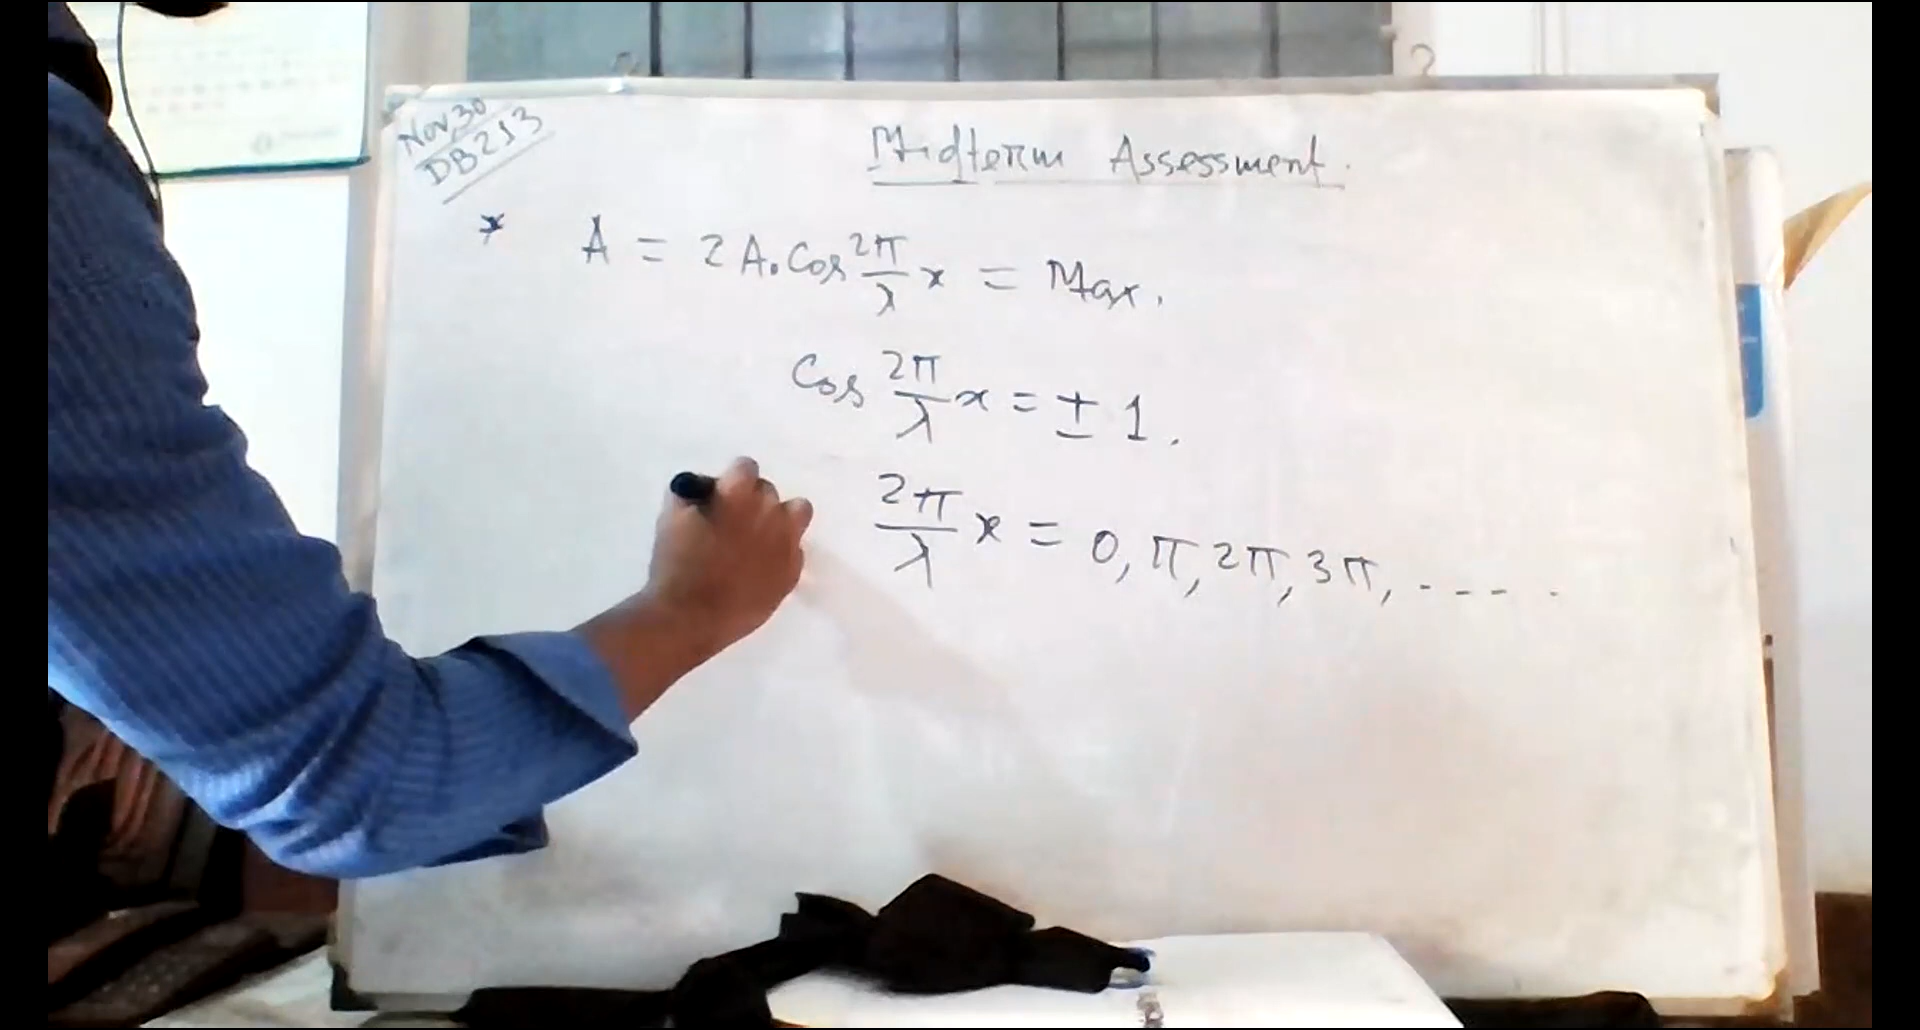 Nov 30
DB213
Midterm Assessment.
* A = 2A₀ Cos 2π/λ x = Max.
Cos 2π/λ x = ± 1.
2π/λ x = 0, π, 2π, 3π, - - - - .